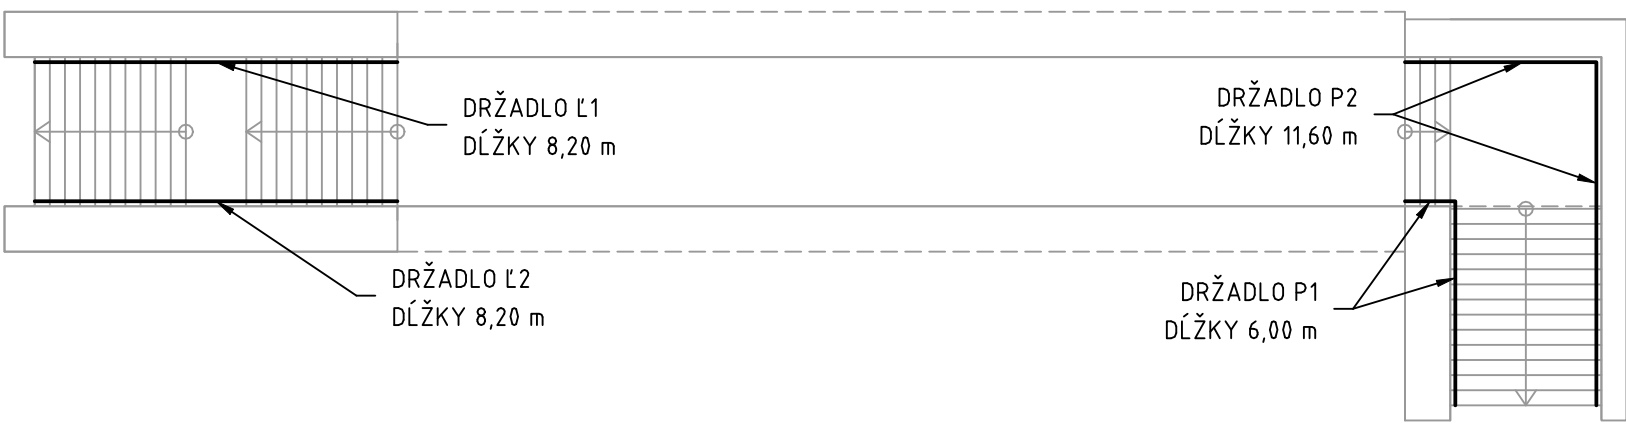 DRŽADLO Ľ1
DĹŽKY 8,20 m
DRŽADLO P2
DĹŽKY 11,60 m
DRŽADLO Ľ2
DĹŽKY 8,20 m
DRŽADLO P1
DĹŽKY 6,00 m